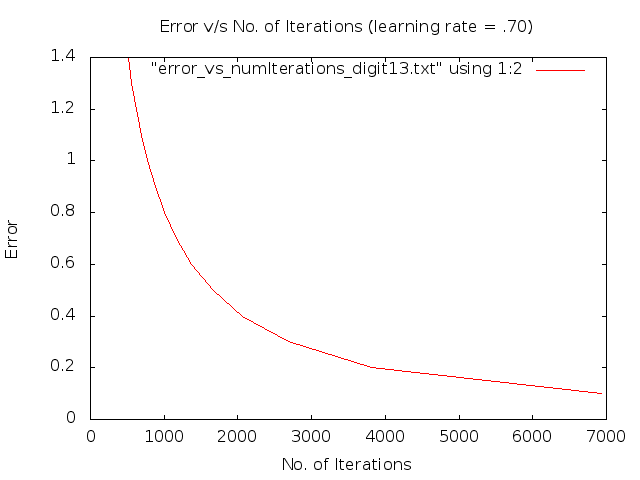 Error v/s No. of Iterations (learning rate = .70)
"error_vs_numIterations_digit13.txt" using 1:2
1.4
1.2
1
0.8
0.6
0.4
0.2
0
Error
0 1000 2000 3000 4000 5000 6000 7000
No. of Iterations